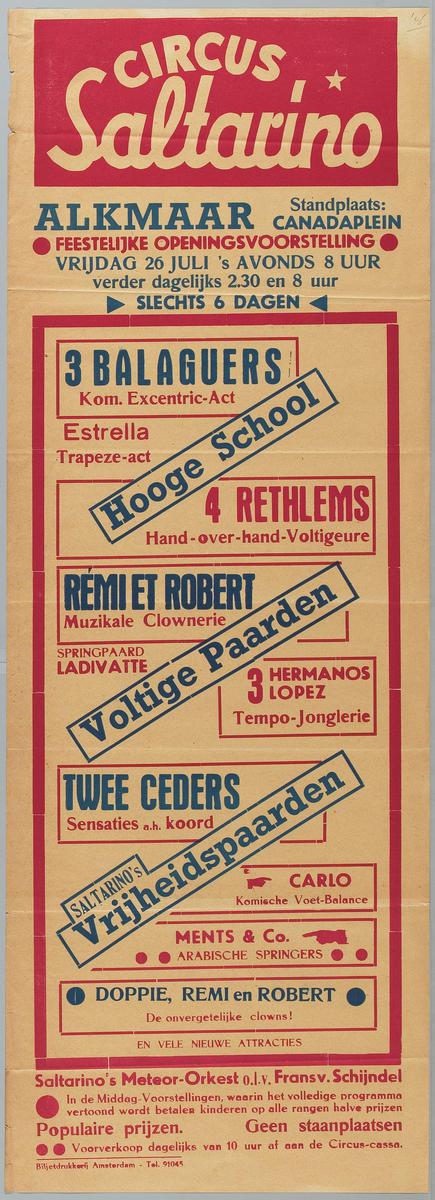 CIRCUS
Saltarino
ALKMAAR
Standplaats:
CANADAPLEIN
FEESTELIJKE OPENINGSVOORSTELLING
VRIJDAG 26 JULI 's AVONDS 8 UUR
verder dagelijks 2.30 en 8 uur
SLECHTS 6 DAGEN
3 BALAGUERS
Kom. Excentric-Act
Estrella
Trapeze-act
Hooge School
4 RETHLEMS
Hand-over-hand-Voltigeure
RÉMI ET ROBERT
Muzikale Clownerie
SPRINGPAARD
LADIVATTE
Voltige Paarden
3 HERMANOS
LOPEZ
Tempo-Jonglerie
TWEE CEDERS
Sensaties a.h. koord
SALTARINO's
Vrijheidspaarden
CARLO
Komische Voet-Balance
MENTS & Co.
ARABISCHE SPRINGERS
DOPPIE, REMI en ROBERT
De onvergetelijke clowns!
EN VELE NIEUWE ATTRACTIES
Saltarino's Meteor-Orkest o.l.v. Frans v. Schijndel
In de Middag-Voorstellingen, waarin het volledige programma
vertoond wordt betalen kinderen op alle rangen halve prijzen
Populaire prijzen. Geen staanplaatsen
Voorverkoop dagelijks van 10 uur af aan de Circus-cassa.
Biljetdrukkerij Amsterdam - Tel. 91045